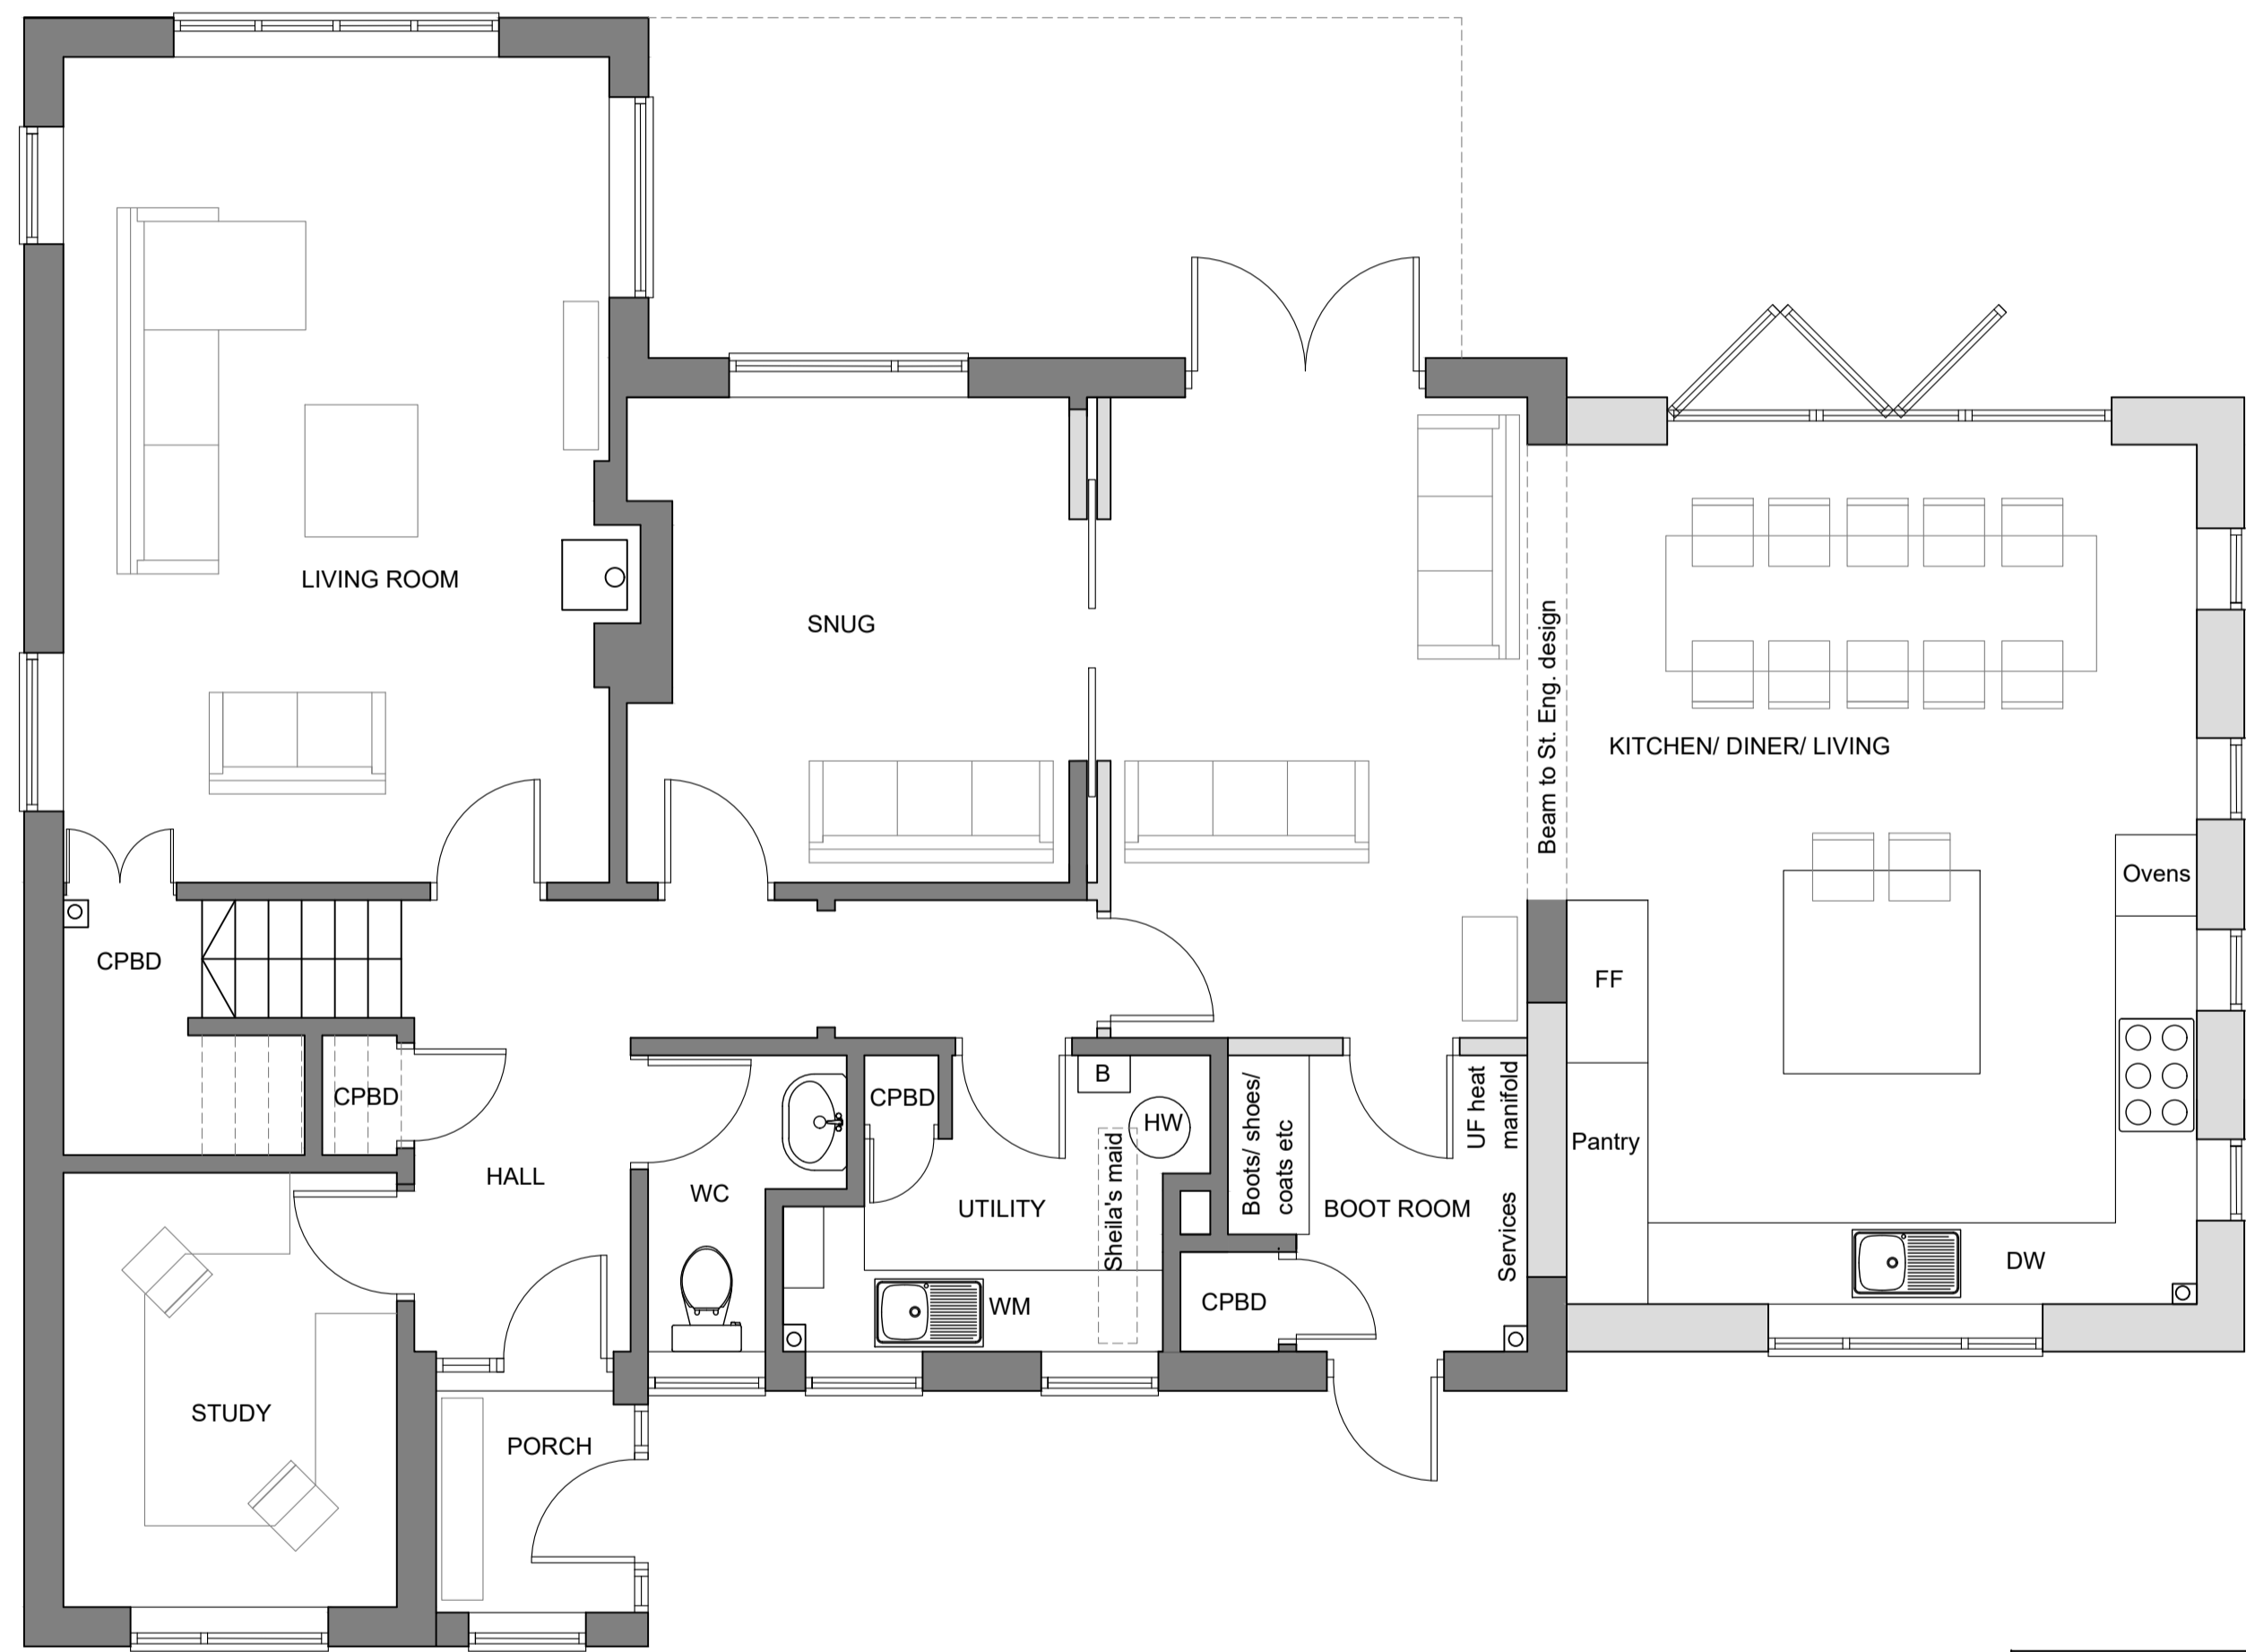 LIVING ROOM
SNUG
Beam to St. Eng. design
KITCHEN/ DINER/ LIVING
Ovens
CPBD
FF
CPBD
CPBD
B
HW
Boots/ shoes/
coats etc
UF heat
manifold
Pantry
HALL
WC
UTILITY
Sheila's maid
BOOT ROOM
Services
DW
WM
CPBD
STUDY
PORCH